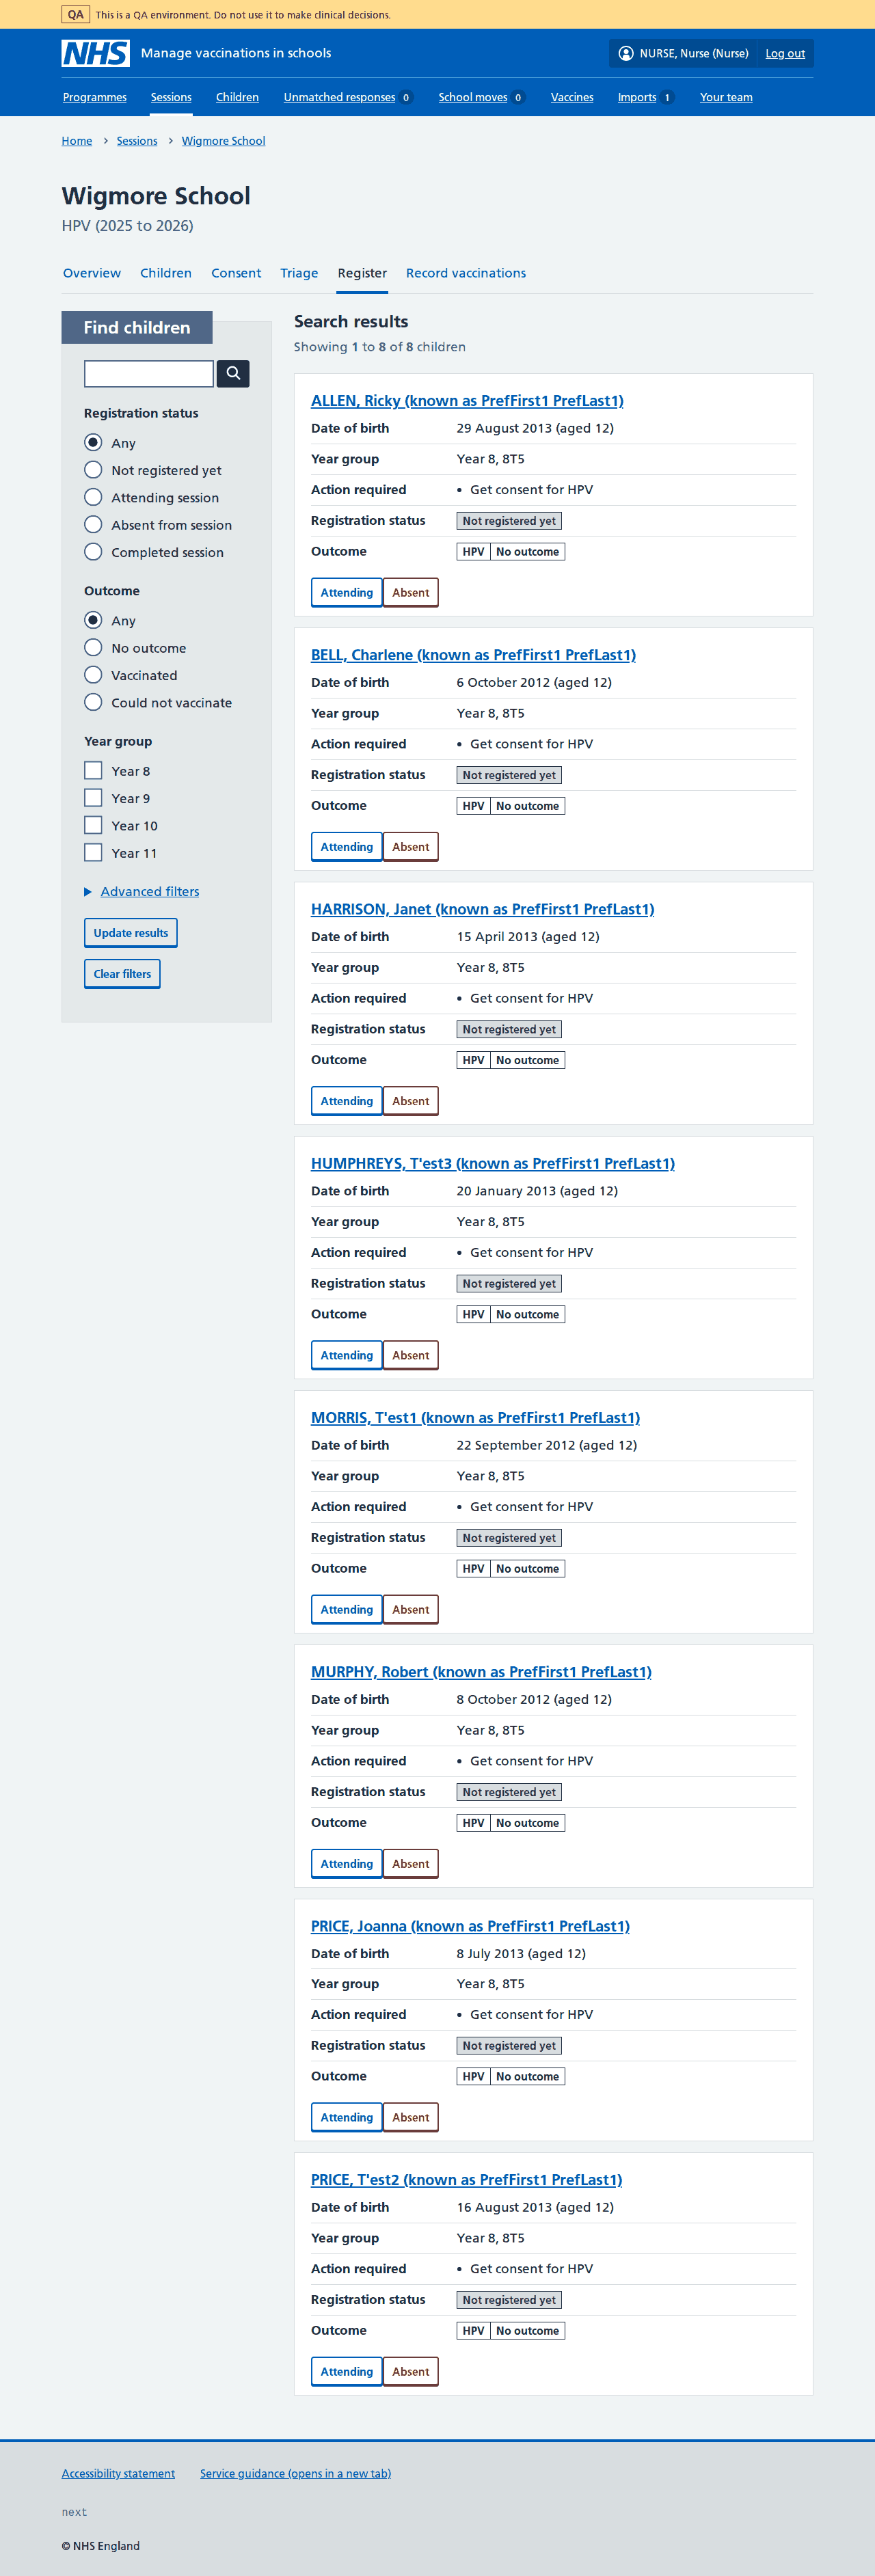 QA This is a QA environment. Do not use it to make clinical decisions.
NHS Manage vaccinations in schools NURSE, Nurse (Nurse) Log out
Programmes Sessions Children Unmatched responses 0 School moves 0 Vaccines Imports 1 Your team
Home > Sessions > Wigmore School
Wigmore School
HPV (2025 to 2026)
Overview Children Consent Triage Register Record vaccinations
Find children
Registration status
Any
Not registered yet
Attending session
Absent from session
Completed session
Outcome
Any
No outcome
Vaccinated
Could not vaccinate
Year group
Year 8
Year 9
Year 10
Year 11
Advanced filters
Update results
Clear filters
Search results
Showing 1 to 8 of 8 children
ALLEN, Ricky (known as PrefFirst1 PrefLast1)
Date of birth 29 August 2013 (aged 12)
Year group Year 8, 8T5
Action required • Get consent for HPV
Registration status Not registered yet
Outcome HPV No outcome
Attending Absent
BELL, Charlene (known as PrefFirst1 PrefLast1)
Date of birth 6 October 2012 (aged 12)
Year group Year 8, 8T5
Action required • Get consent for HPV
Registration status Not registered yet
Outcome HPV No outcome
Attending Absent
HARRISON, Janet (known as PrefFirst1 PrefLast1)
Date of birth 15 April 2013 (aged 12)
Year group Year 8, 8T5
Action required • Get consent for HPV
Registration status Not registered yet
Outcome HPV No outcome
Attending Absent
HUMPHREYS, T'est3 (known as PrefFirst1 PrefLast1)
Date of birth 20 January 2013 (aged 12)
Year group Year 8, 8T5
Action required • Get consent for HPV
Registration status Not registered yet
Outcome HPV No outcome
Attending Absent
MORRIS, T'est1 (known as PrefFirst1 PrefLast1)
Date of birth 22 September 2012 (aged 12)
Year group Year 8, 8T5
Action required • Get consent for HPV
Registration status Not registered yet
Outcome HPV No outcome
Attending Absent
MURPHY, Robert (known as PrefFirst1 PrefLast1)
Date of birth 8 October 2012 (aged 12)
Year group Year 8, 8T5
Action required • Get consent for HPV
Registration status Not registered yet
Outcome HPV No outcome
Attending Absent
PRICE, Joanna (known as PrefFirst1 PrefLast1)
Date of birth 8 July 2013 (aged 12)
Year group Year 8, 8T5
Action required • Get consent for HPV
Registration status Not registered yet
Outcome HPV No outcome
Attending Absent
PRICE, T'est2 (known as PrefFirst1 PrefLast1)
Date of birth 16 August 2013 (aged 12)
Year group Year 8, 8T5
Action required • Get consent for HPV
Registration status Not registered yet
Outcome HPV No outcome
Attending Absent
Accessibility statement Service guidance (opens in a new tab)
next
© NHS England